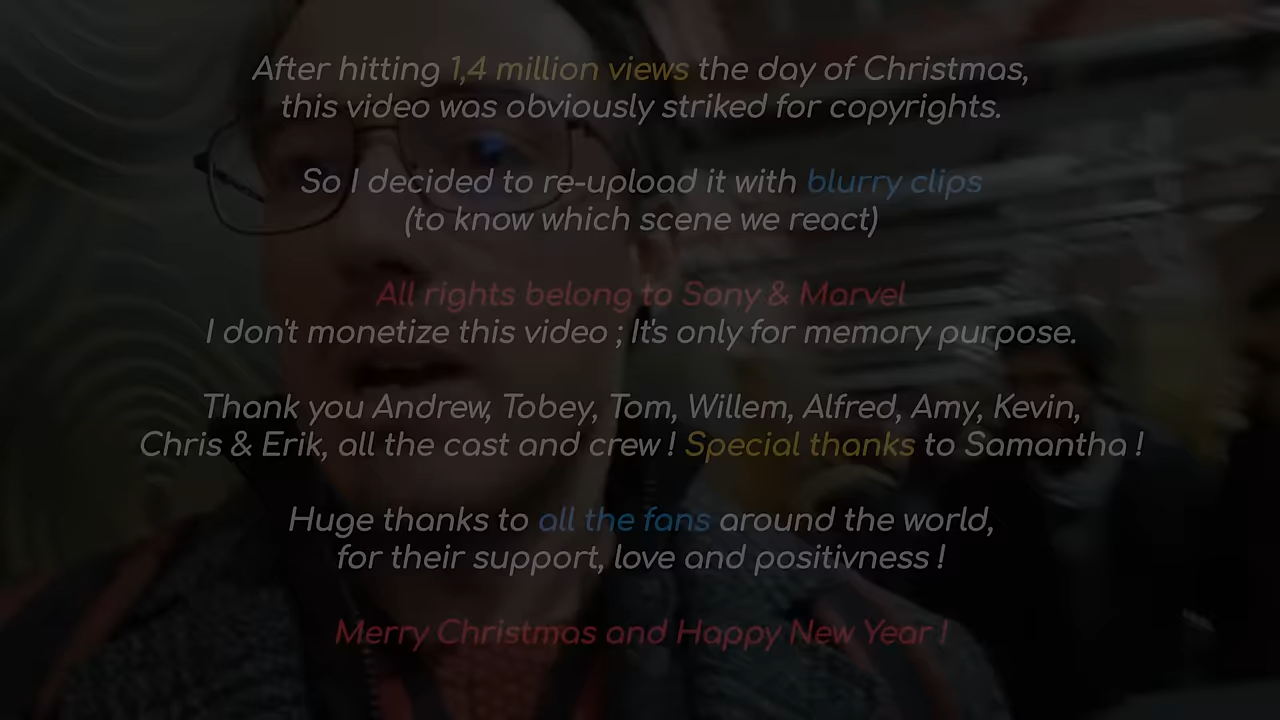 After hitting 1,4 million views the day of Christmas,
this video was obviously striked for copyrights.
So I decided to re-upload it with blurry clips
(to know which scene we react)
All rights belong to Sony & Marvel
I don't monetize this video ; It's only for memory purpose.
Thank you Andrew, Tobey, Tom, Willem, Alfred, Amy, Kevin,
Chris & Erik, all the cast and crew ! Special thanks to Samantha !
Huge thanks to all the fans around the world,
for their support, love and positivness !
Merry Christmas and Happy New Year !